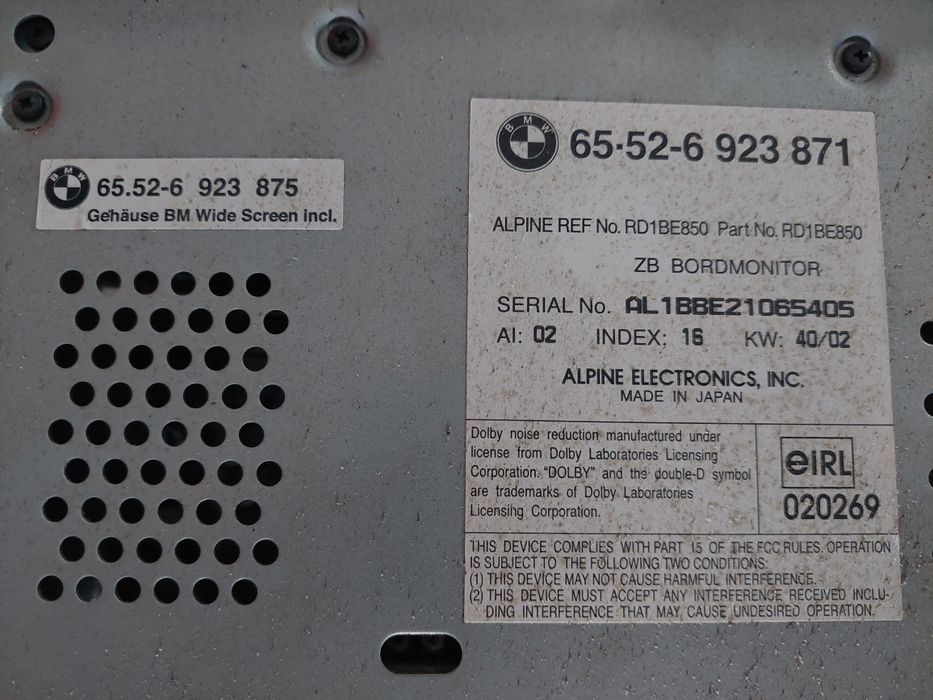 BMW
65.52-6 923 875
Gehäuse BM Wide Screen incl.
BMW
65·52-6 923 871
ALPINE REF No. RD1BE850 Part No. RD1BE850
ZB BORDMONITOR
SERIAL No. AL1BBE21065405
AI: 02 INDEX: 16 KW: 40/02
ALPINE ELECTRONICS, INC.
MADE IN JAPAN
Dolby noise reduction manufactured under
license from Dolby Laboratories Licensing
Corporation. "DOLBY" and the double-D symbol
are trademarks of Dolby Laboratories
Licensing Corporation.
eIRL
020269
THIS DEVICE COMPLIES WITH PART 15 OF THE FCC RULES. OPERATION
IS SUBJECT TO THE FOLLOWING TWO CONDITIONS:
(1) THIS DEVICE MAY NOT CAUSE HARMFUL INTERFERENCE.
(2) THIS DEVICE MUST ACCEPT ANY INTERFERENCE RECEIVED INCLU-
DING INTERFERENCE THAT MAY CAUSE UNDESIRED OPERATION.